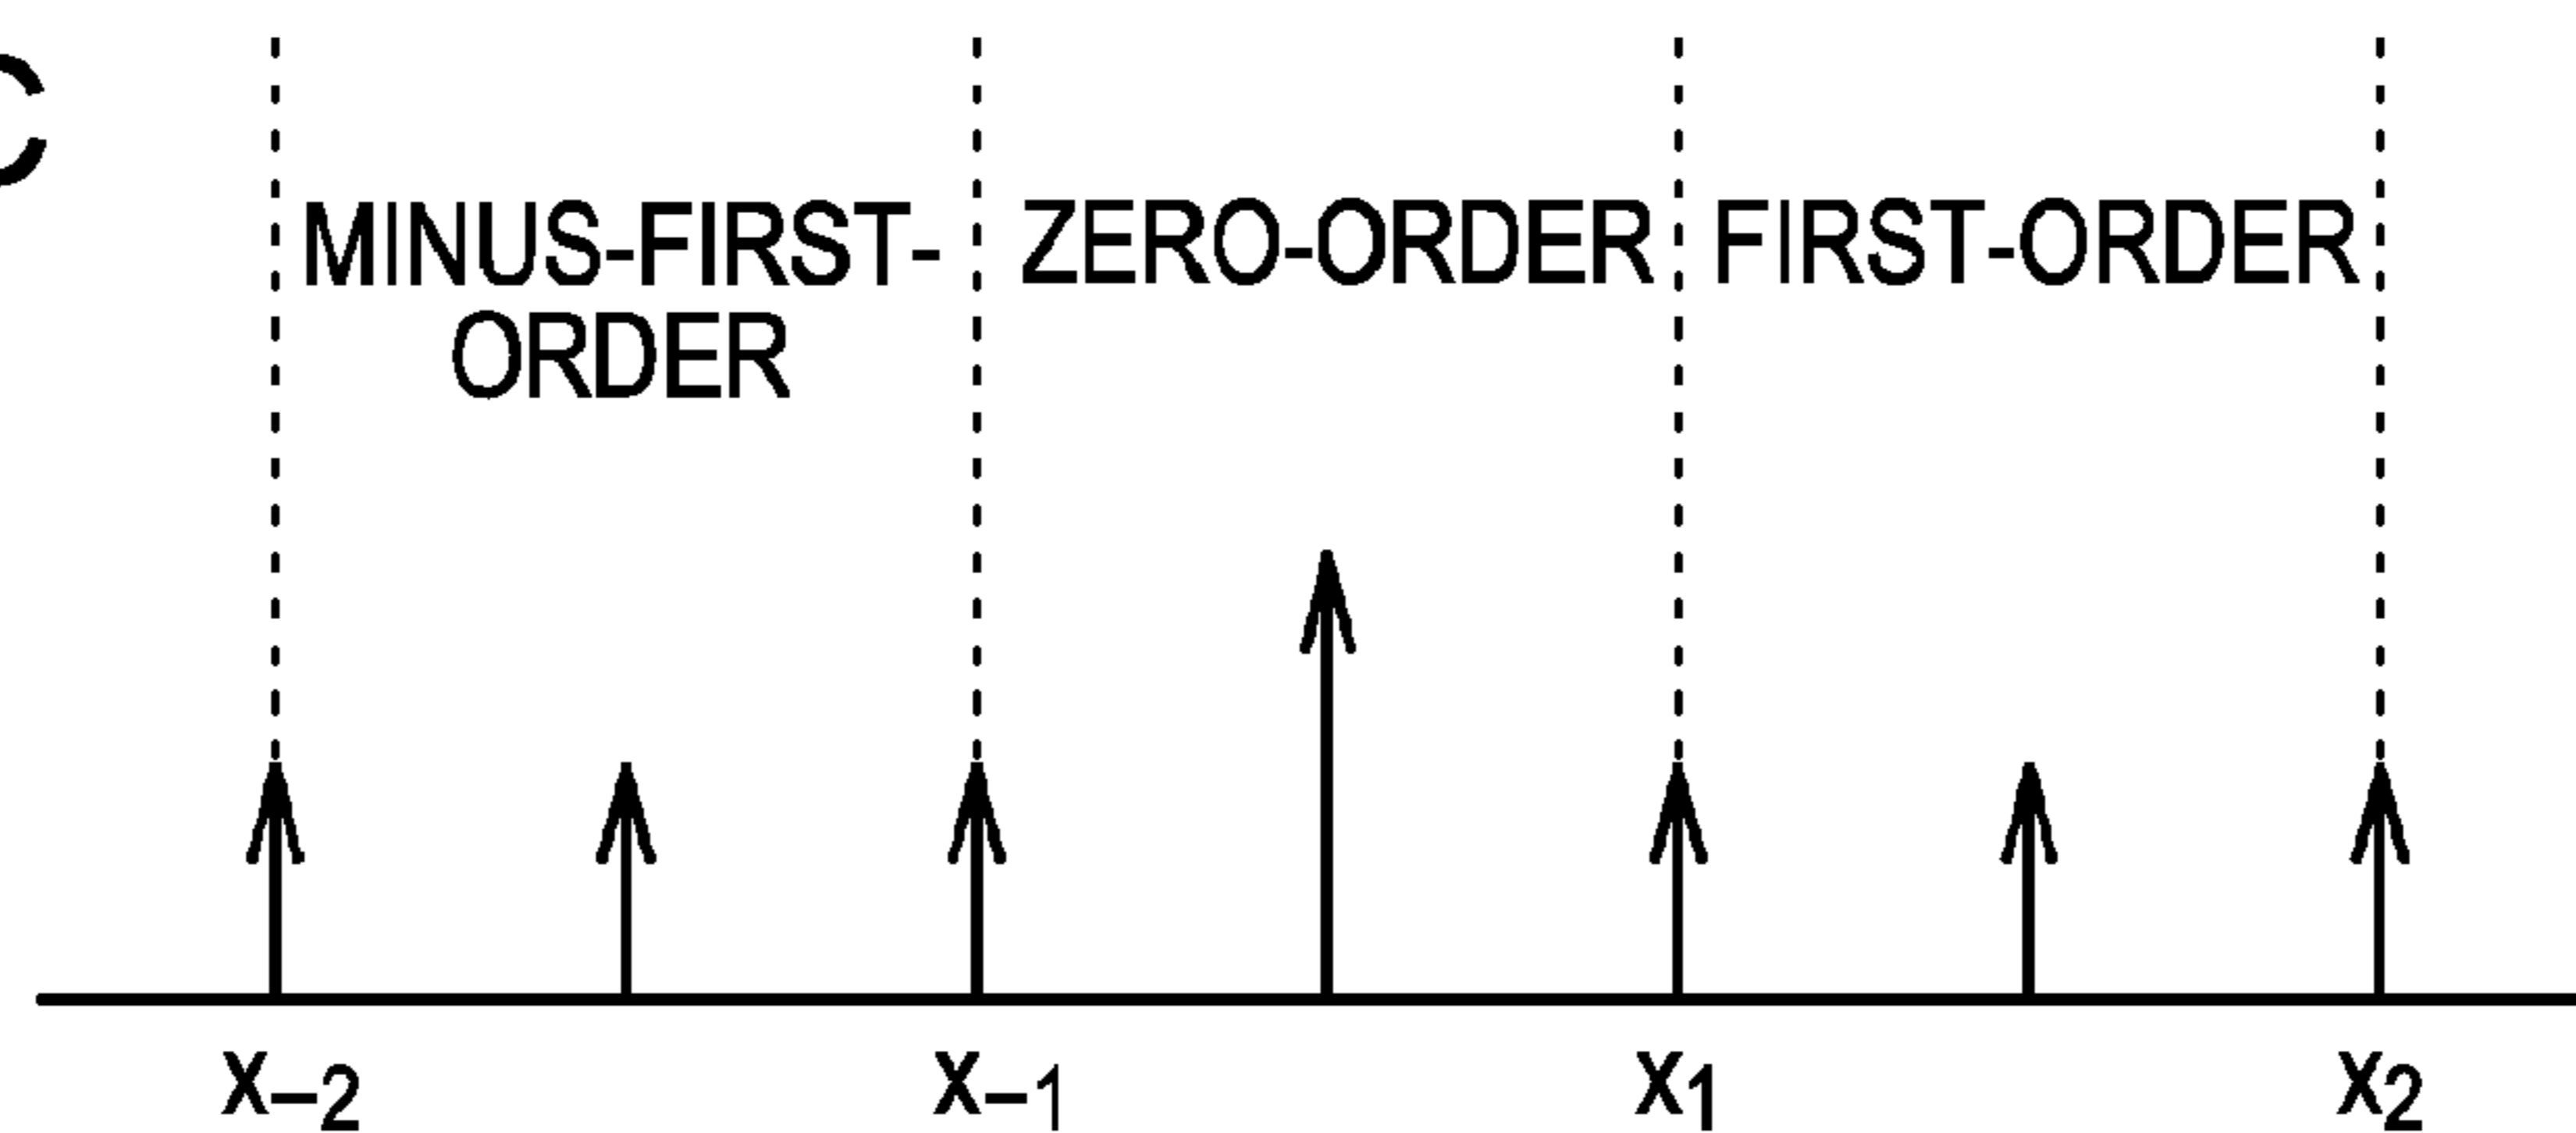 C
MINUS-FIRST-
ORDER
ZERO-ORDER
FIRST-ORDER
x₋₂
x₋₁
x₁
x₂